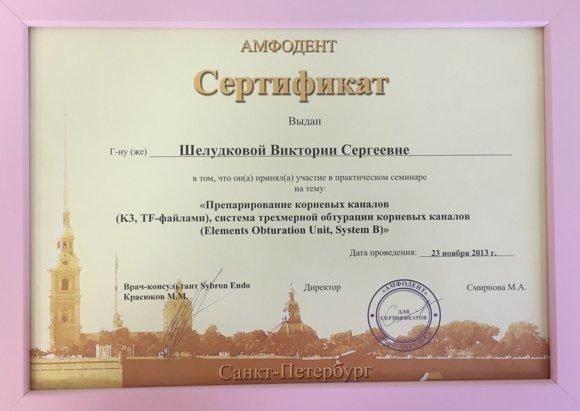 АМФОДЕНТ
Сертификат
Выдан
Г-ну (же) Шелудковой Виктории Сергеевне
в том, что он(а) принял(а) участие в практическом семинаре
на тему:
«Препарирование корневых каналов
(K3, TF-файлами), система трехмерной обтурации корневых каналов
(Elements Obturation Unit, System B)»
Дата проведения: 23 ноября 2013 г.
Врач-консультант Sybron Endo Директор Смирнова М.А.
Красюков М.М.
«АМФОДЕНТ»
ДЛЯ
СЕРТИФИКАТОВ
Санкт-Петербург